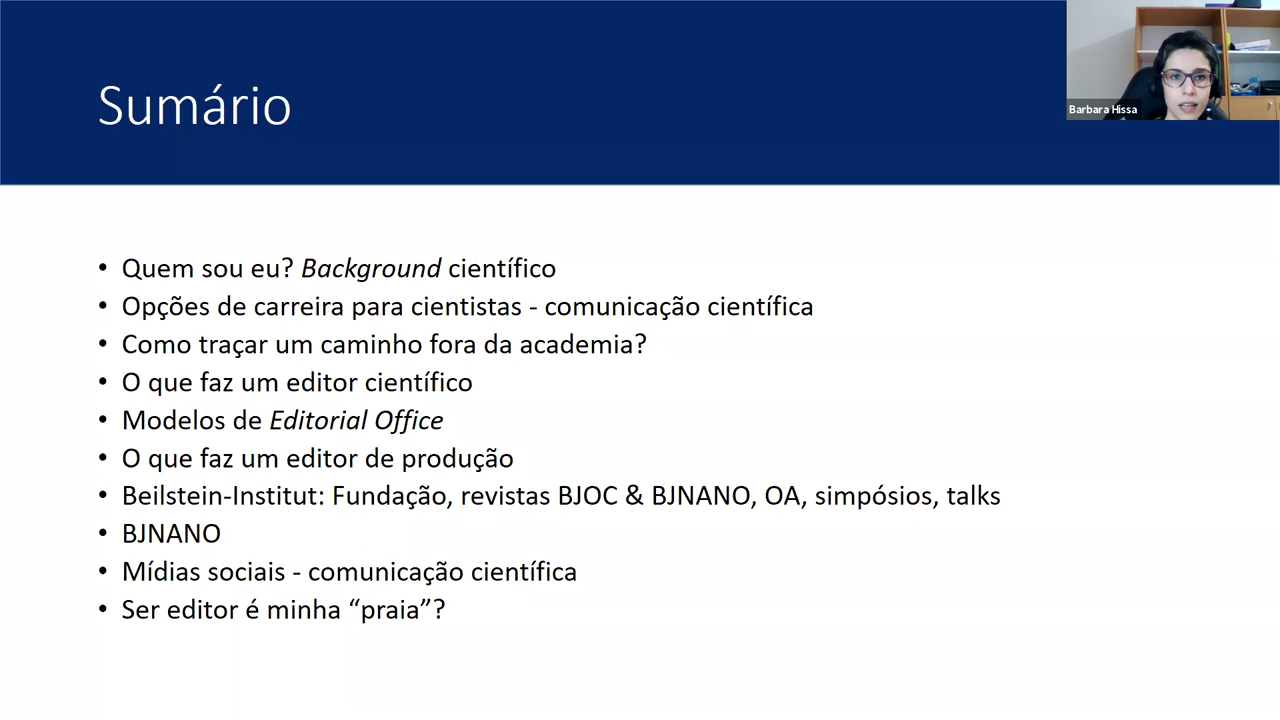 Sumário
Barbara Hissa
• Quem sou eu? Background científico
• Opções de carreira para cientistas - comunicação científica
• Como traçar um caminho fora da academia?
• O que faz um editor científico
• Modelos de Editorial Office
• O que faz um editor de produção
• Beilstein-Institut: Fundação, revistas BJOC & BJNANO, OA, simpósios, talks
• BJNANO
• Mídias sociais - comunicação científica
• Ser editor é minha “praia”?